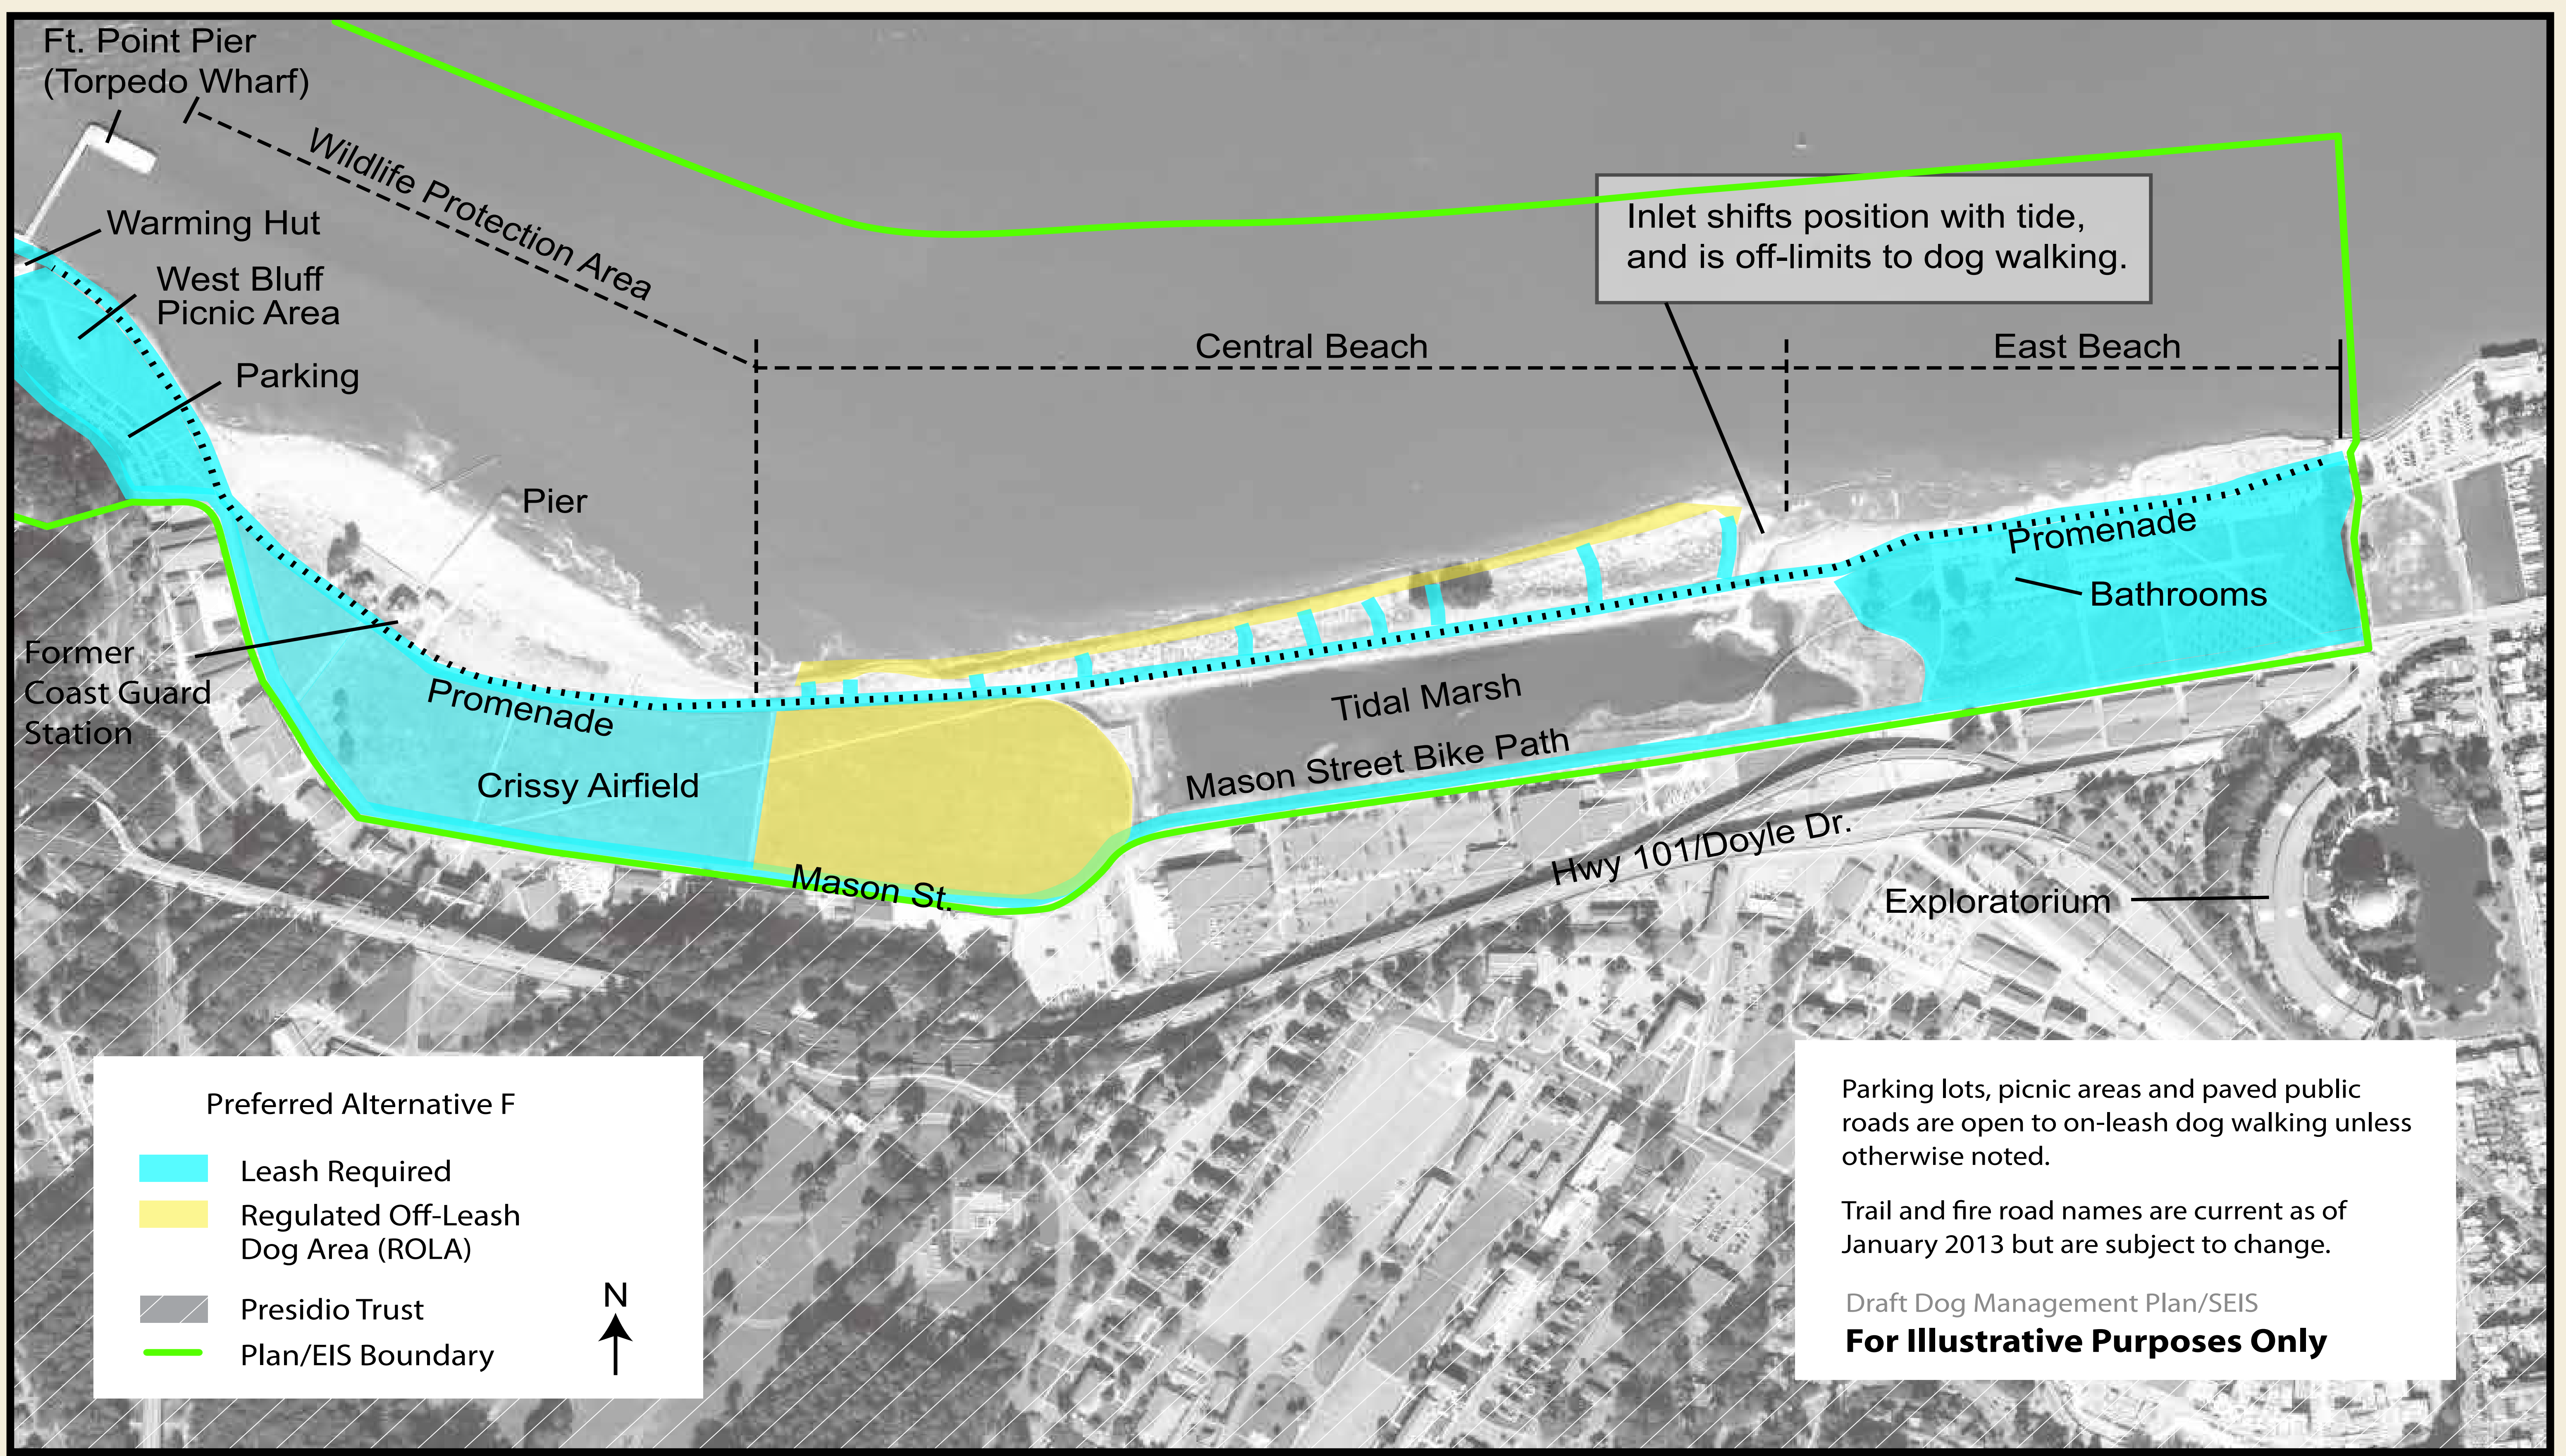 Ft. Point Pier
(Torpedo Wharf)
Wildlife Protection Area
Warming Hut
West Bluff
Picnic Area
Parking
Inlet shifts position with tide,
and is off-limits to dog walking.
Central Beach
East Beach
Pier
Promenade
Bathrooms
Former
Coast Guard
Station
Promenade
Tidal Marsh
Crissy Airfield
Mason Street Bike Path
Mason St.
Hwy 101/Doyle Dr.
Exploratorium
Preferred Alternative F
Leash Required
Regulated Off-Leash
Dog Area (ROLA)
Presidio Trust
Plan/EIS Boundary
N
Parking lots, picnic areas and paved public
roads are open to on-leash dog walking unless
otherwise noted.
Trail and fire road names are current as of
January 2013 but are subject to change.
Draft Dog Management Plan/SEIS
For Illustrative Purposes Only